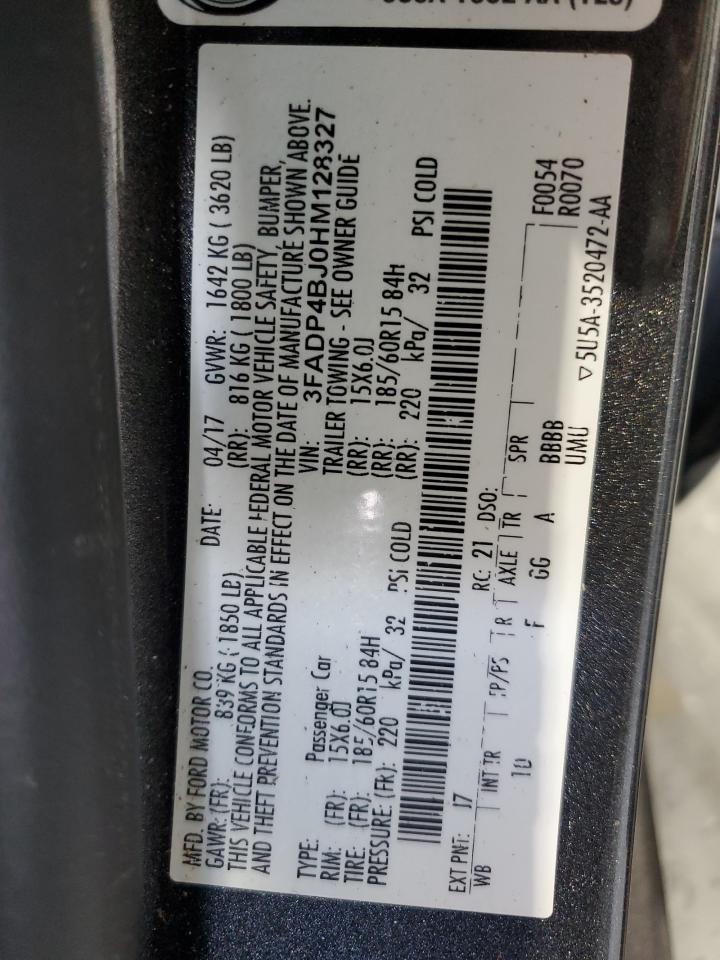 MFD. BY FORD MOTOR CO. DATE: 04/17 GVWR: 1642 KG ( 3620 LB)
GAWR: (FR): 839 KG ( 1850 LB) (RR): 816 KG ( 1800 LB)
THIS VEHICLE CONFORMS TO ALL APPLICABLE FEDERAL MOTOR VEHICLE SAFETY, BUMPER,
AND THEFT PREVENTION STANDARDS IN EFFECT ON THE DATE OF MANUFACTURE SHOWN ABOVE.
VIN: 3FADP4BJ0HM128327
TYPE: Passenger Car TRAILER TOWING - SEE OWNER GUIDE
RIM: (FR): 15X6.0J (RR): 15X6.0J
TIRE: (FR): 185/60R15 84H (RR): 185/60R15 84H
PRESSURE: (FR): 220 kPa/ 32 PSI COLD (RR): 220 kPa/ 32 PSI COLD
EXT PNT: 17 RC: 21 DSO: F0054
WB INT TR TP/PS R AXLE TR SPR R0070
10 F GG A BBBB
UMU
▽5U5A-3520472-AA